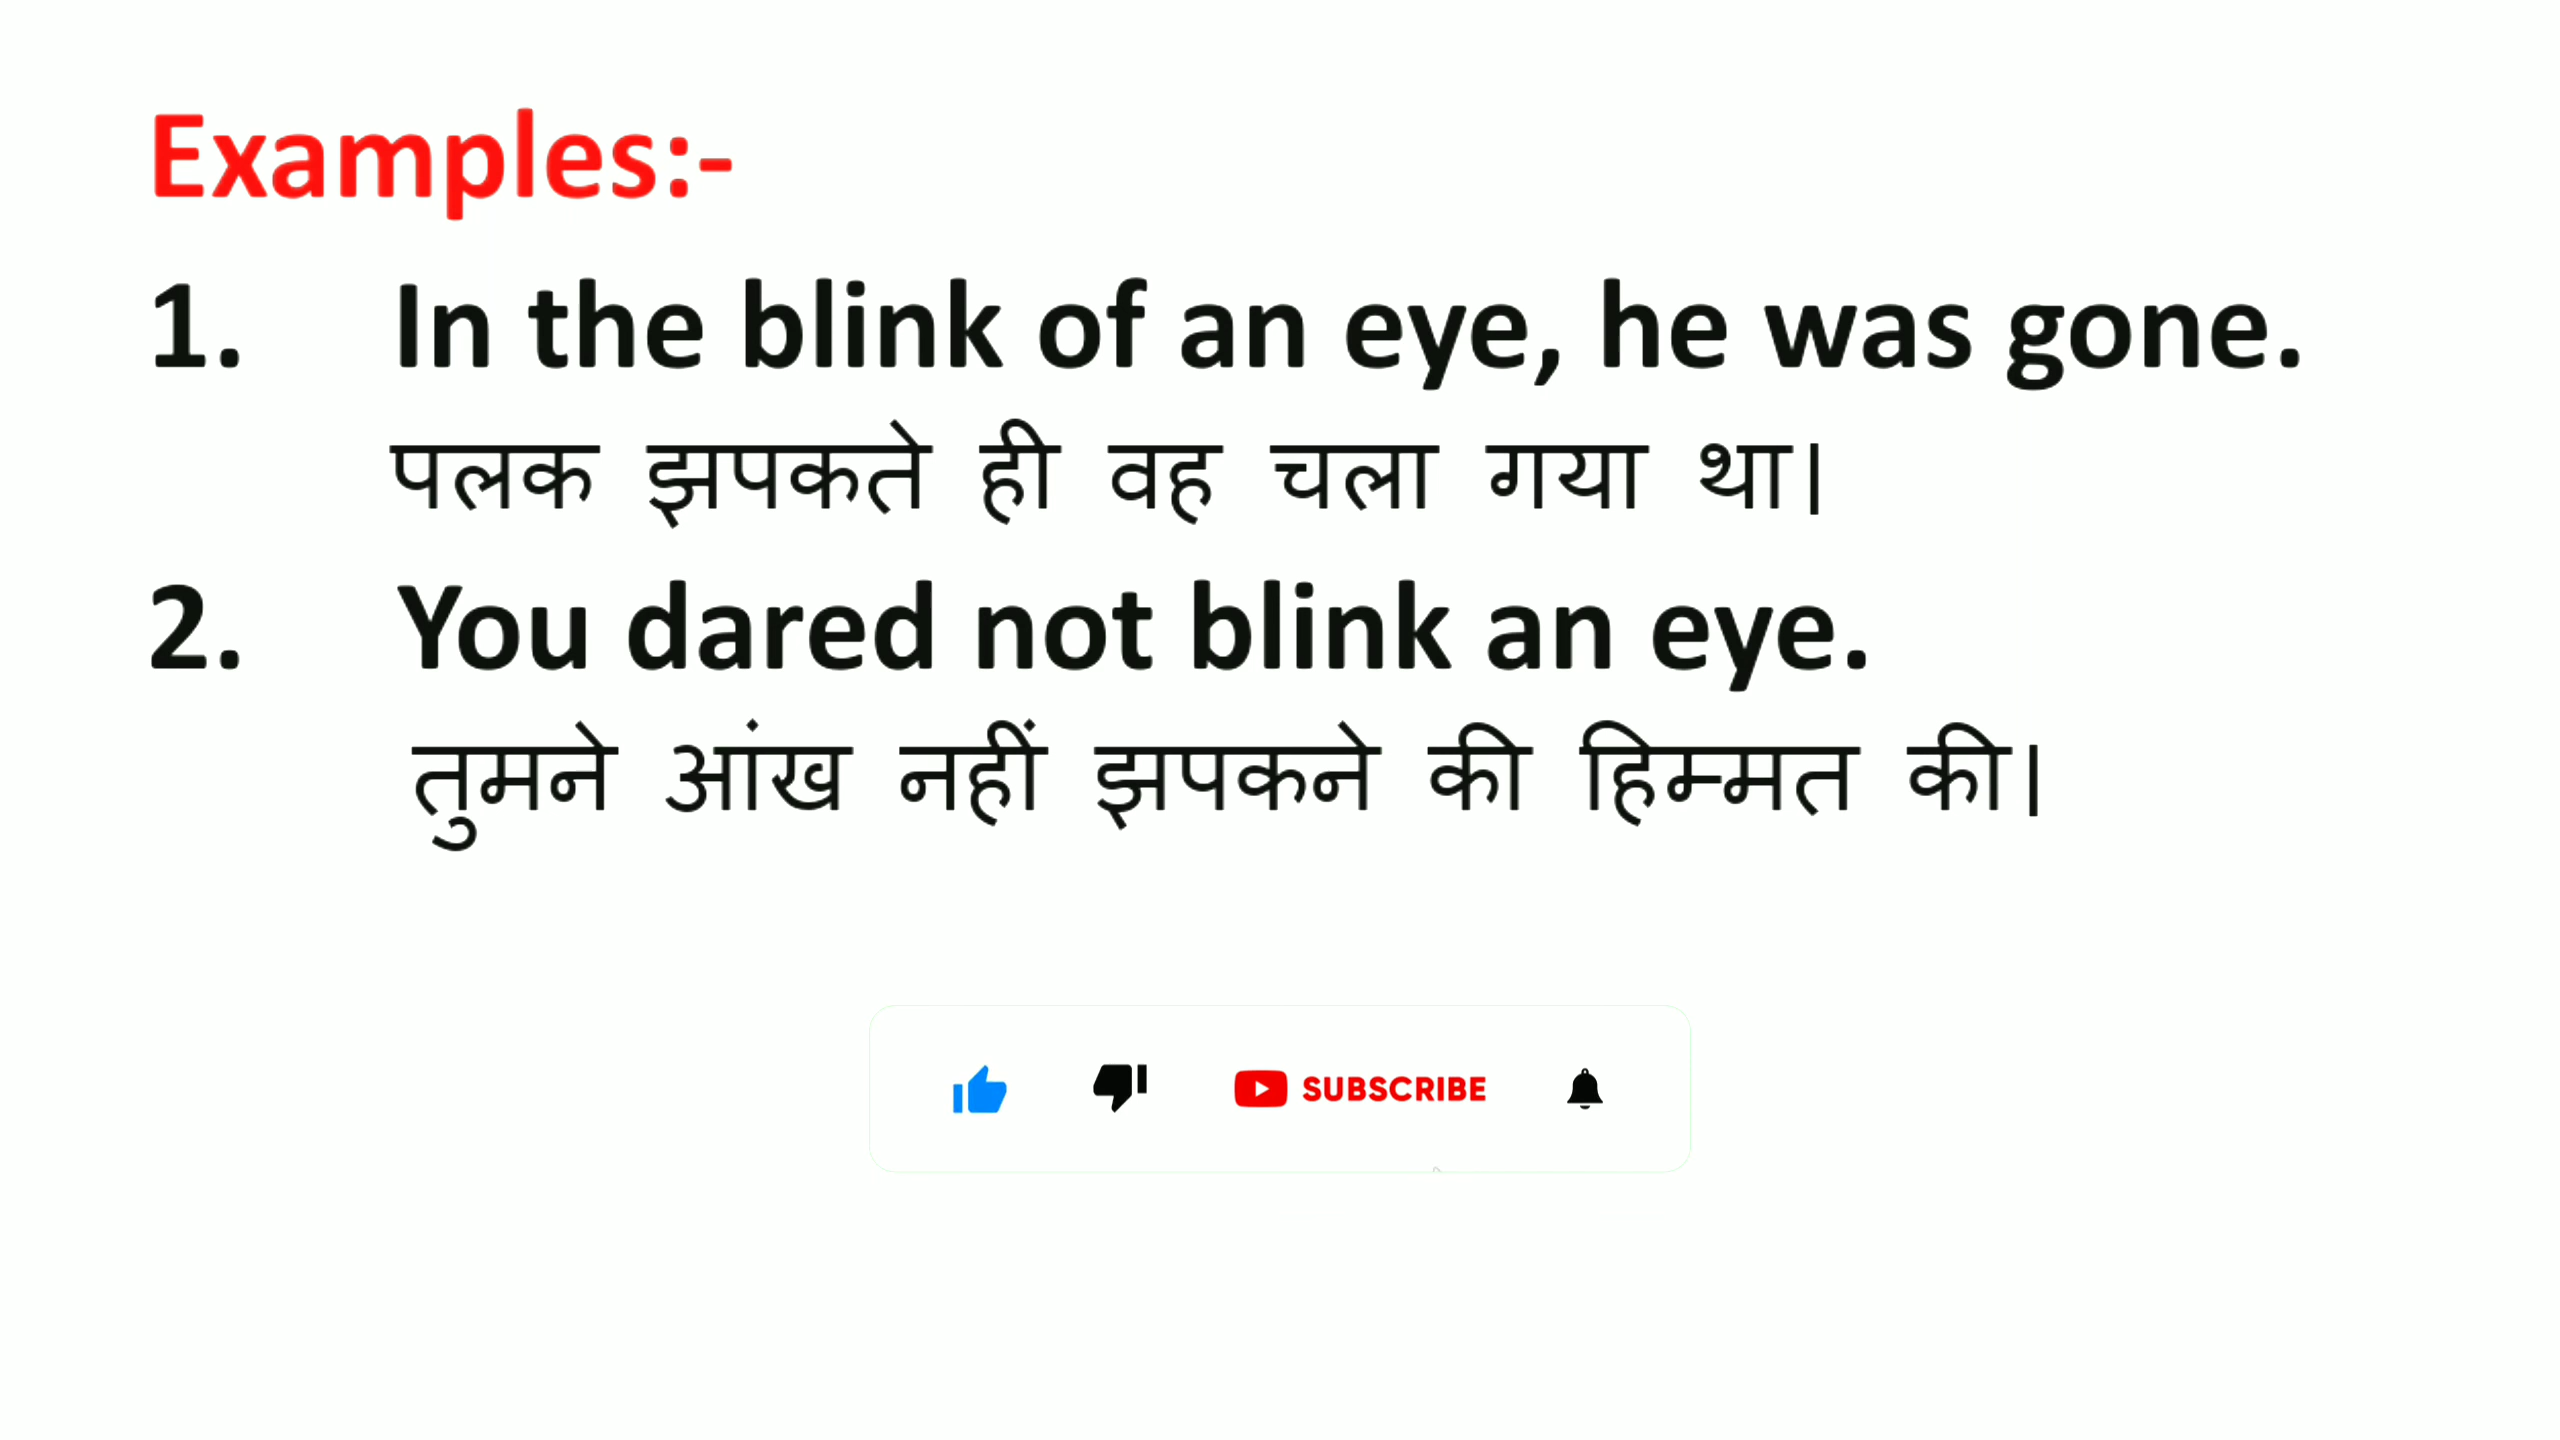 Examples:-
1. In the blink of an eye, he was gone.
पलक झपकते ही वह चला गया था।
2. You dared not blink an eye.
तुमने आंख नहीं झपकने की हिम्मत की।
SUBSCRIBE